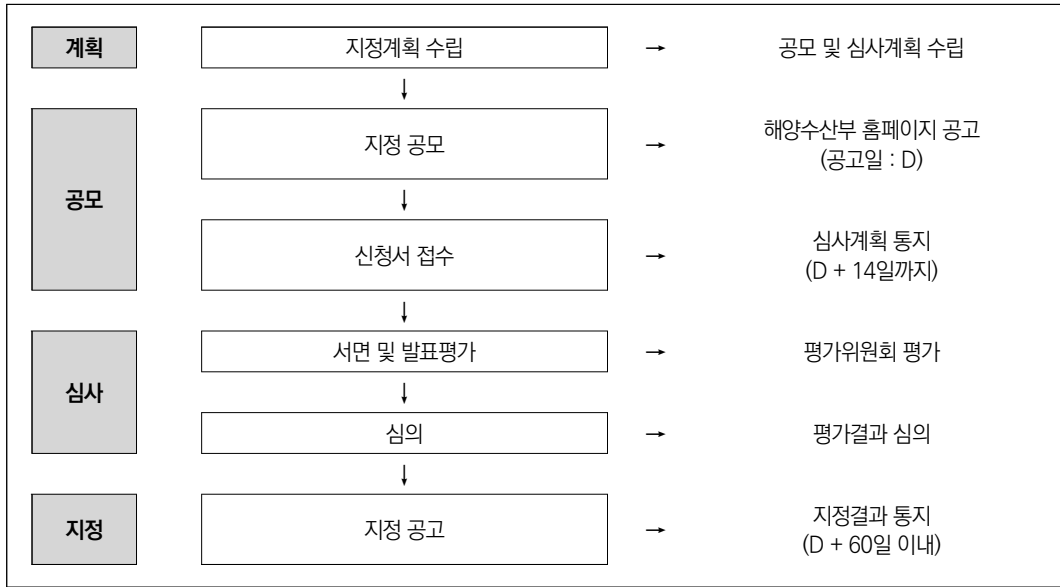 계획
지정계획 수립
→
공모 및 심사계획 수립
↓
공모
지정 공모
→
해양수산부 홈페이지 공고
(공고일 : D)
↓
신청서 접수
→
심사계획 통지
(D + 14일까지)
↓
심사
서면 및 발표평가
→
평가위원회 평가
↓
심의
→
평가결과 심의
↓
지정
지정 공고
→
지정결과 통지
(D + 60일 이내)